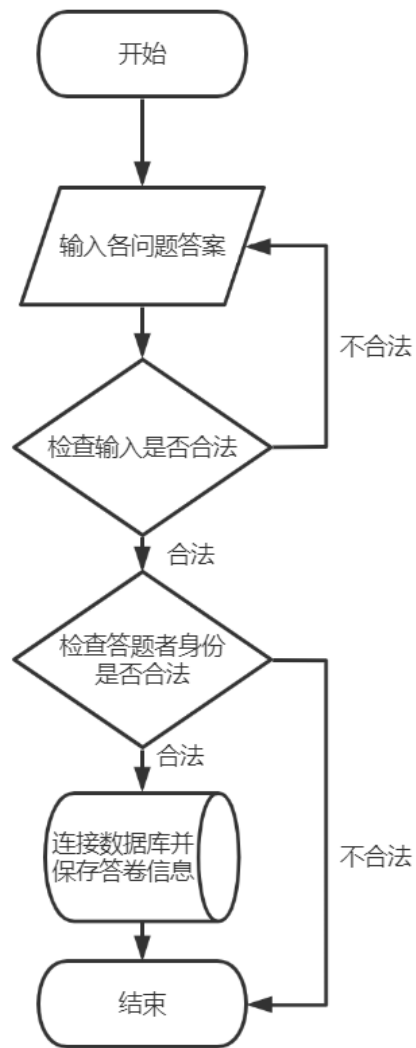 开始
输入各问题答案
不合法
检查输入是否合法
合法
检查答题者身份
是否合法
合法
连接数据库并
保存答卷信息
不合法
结束